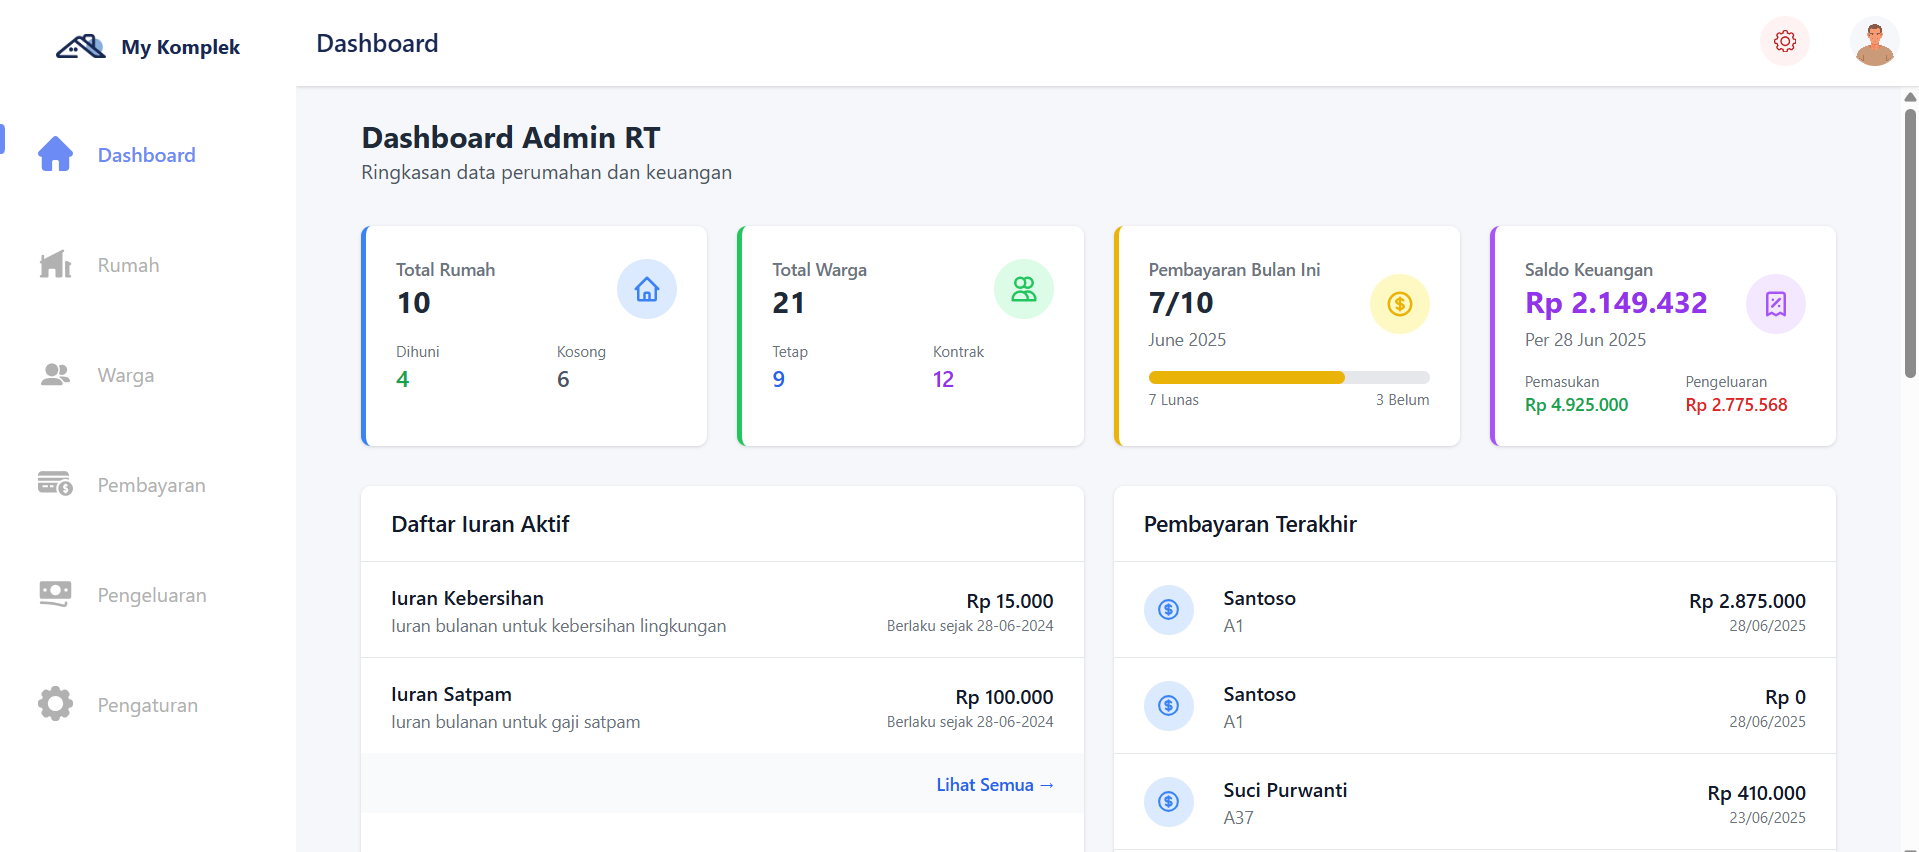 My Komplek
Dashboard
Dashboard
Rumah
Warga
Pembayaran
Pengeluaran
Pengaturan
Dashboard Admin RT
Ringkasan data perumahan dan keuangan
Total Rumah
10
Dihuni
Kosong
4
6
Total Warga
21
Tetap
Kontrak
9
12
Pembayaran Bulan Ini
7/10
June 2025
7 Lunas
3 Belum
Saldo Keuangan
Rp 2.149.432
Per 28 Jun 2025
Pemasukan
Pengeluaran
Rp 4.925.000
Rp 2.775.568
Daftar Iuran Aktif
Iuran Kebersihan
Rp 15.000
Iuran bulanan untuk kebersihan lingkungan
Berlaku sejak 28-06-2024
Iuran Satpam
Rp 100.000
Iuran bulanan untuk gaji satpam
Berlaku sejak 28-06-2024
Lihat Semua →
Pembayaran Terakhir
Santoso
Rp 2.875.000
A1
28/06/2025
Santoso
Rp 0
A1
28/06/2025
Suci Purwanti
Rp 410.000
A37
23/06/2025